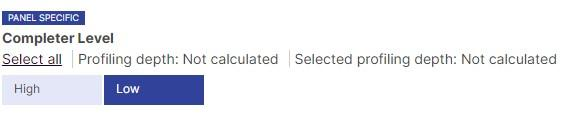 PANEL SPECIFIC
Completer Level
Select all Profiling depth: Not calculated Selected profiling depth: Not calculated
High Low